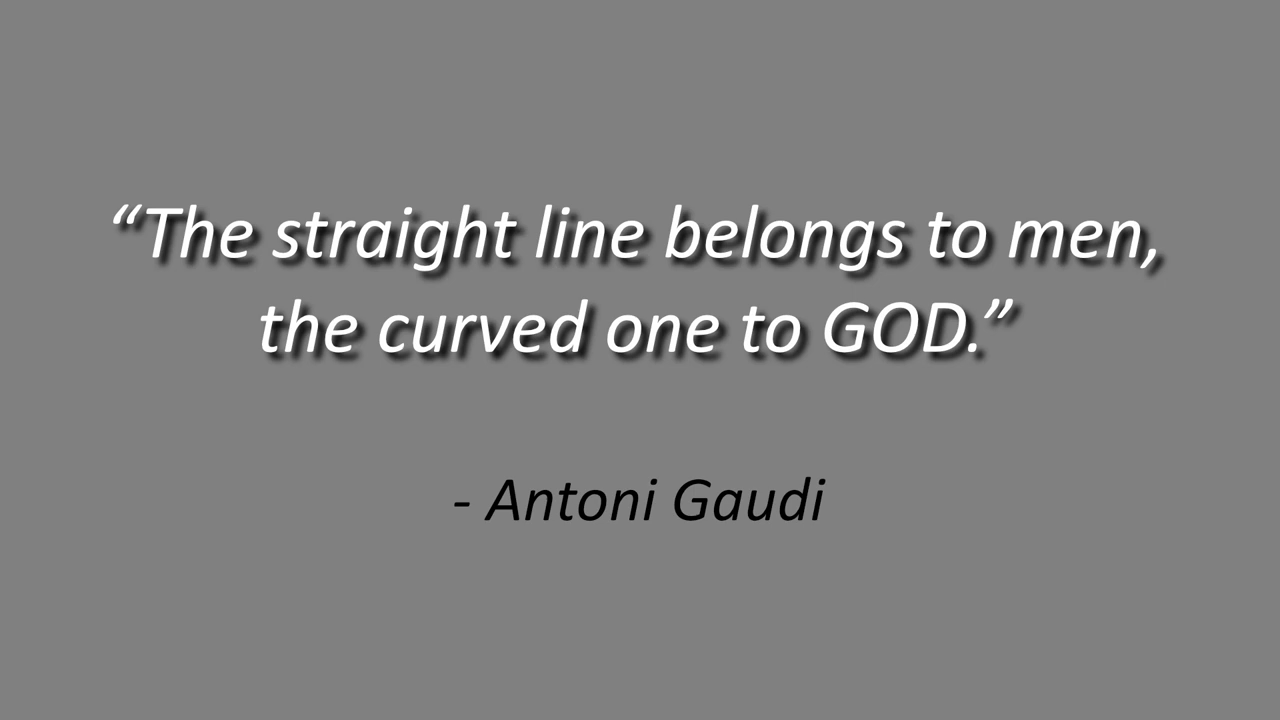 “The straight line belongs to men,
the curved one to GOD.”
- Antoni Gaudi